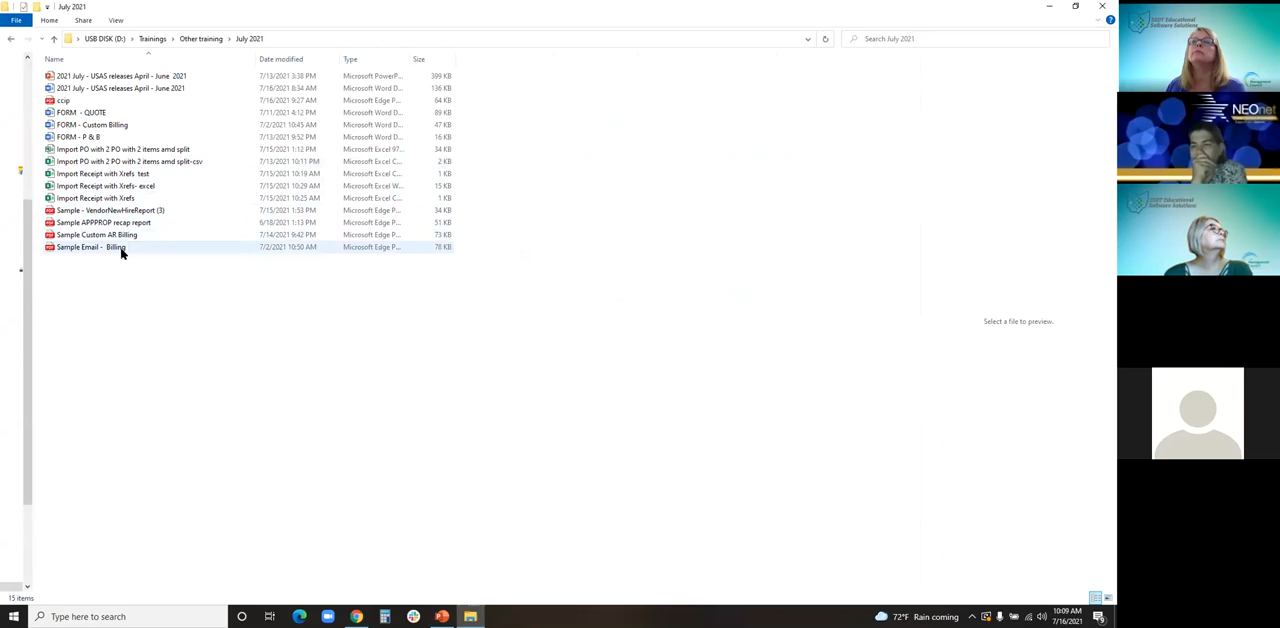 July 2021
File Home Share View
USB DISK (D:) > Trainings > Other training > July 2021
Search July 2021
Name Date modified Type Size
2021 July - USAS releases April - June 2021 7/13/2021 3:38 PM Microsoft PowerP... 399 KB
2021 July - USAS releases April - June 2021 7/16/2021 8:34 AM Microsoft Word D... 136 KB
ccip 7/16/2021 9:27 AM Microsoft Edge P... 64 KB
FORM - QUOTE 7/11/2021 4:12 PM Microsoft Word D... 89 KB
FORM - Custom Billing 7/2/2021 10:45 AM Microsoft Word D... 47 KB
FORM - P & B 7/13/2021 9:52 PM Microsoft Word D... 16 KB
Import PO with 2 PO with 2 items amd split 7/15/2021 1:12 PM Microsoft Excel 97... 34 KB
Import PO with 2 PO with 2 items amd split-csv 7/13/2021 10:11 PM Microsoft Excel C... 2 KB
Import Receipt with Xrefs test 7/15/2021 10:19 AM Microsoft Excel C... 1 KB
Import Receipt with Xrefs- excel 7/15/2021 10:29 AM Microsoft Excel W... 15 KB
Import Receipt with Xrefs 7/15/2021 10:25 AM Microsoft Excel C... 1 KB
Sample - VendorNewHireReport (3) 7/15/2021 1:53 PM Microsoft Edge P... 34 KB
Sample APPPROP recap report 6/18/2021 1:13 PM Microsoft Edge P... 51 KB
Sample Custom AR Billing 7/14/2021 9:42 PM Microsoft Edge P... 73 KB
Sample Email - Billing 7/2/2021 10:50 AM Microsoft Edge P... 78 KB
Select a file to preview.
15 items
Type here to search
72°F Rain coming
10:09 AM
7/16/2021
SSDT Educational
Software Solutions
NEOnet